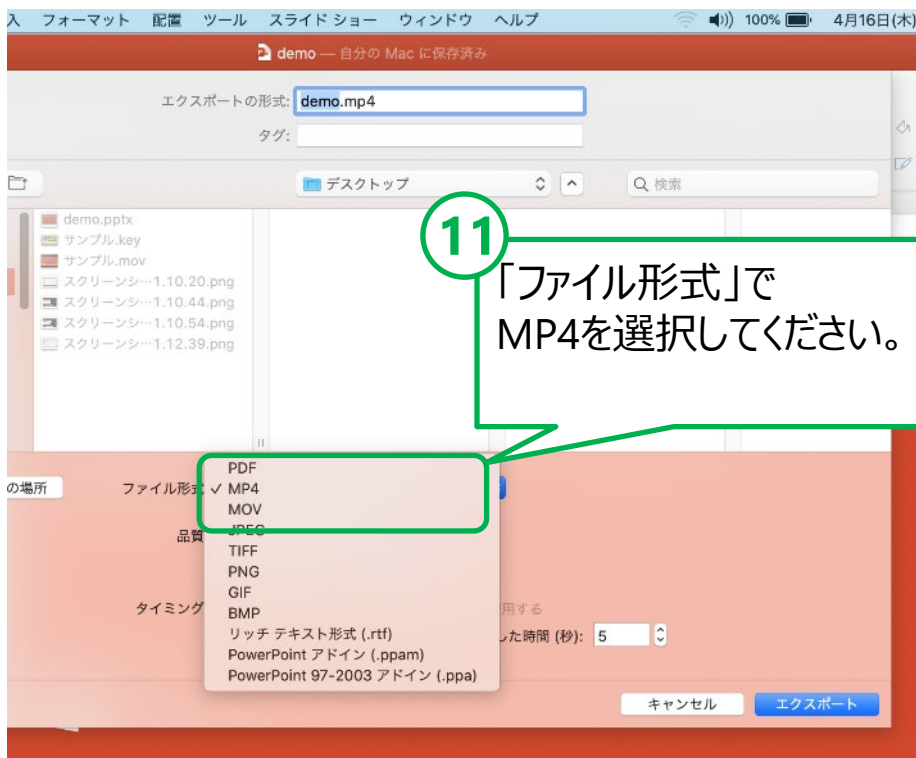 入 フォーマット 配置 ツール スライド ショー ウィンドウ ヘルプ 100% 4月16日(木)
demo — 自分の Mac に保存済み
エクスポートの形式: demo.mp4
タグ:
デスクトップ 検索
demo.pptx
サンプル.key
サンプル.mov
スクリーンシ…1.10.20.png
スクリーンシ…1.10.44.png
スクリーンシ…1.10.54.png
スクリーンシ…1.12.39.png
11
「ファイル形式」で
MP4を選択してください。
の場所 ファイル形式
PDF
✓ MP4
MOV
JPEG
TIFF
PNG
GIF
BMP
リッチ テキスト形式 (.rtf)
PowerPoint アドイン (.ppam)
PowerPoint 97-2003 アドイン (.ppa)
品質
タイミング 用する
した時間 (秒): 5
キャンセル エクスポート